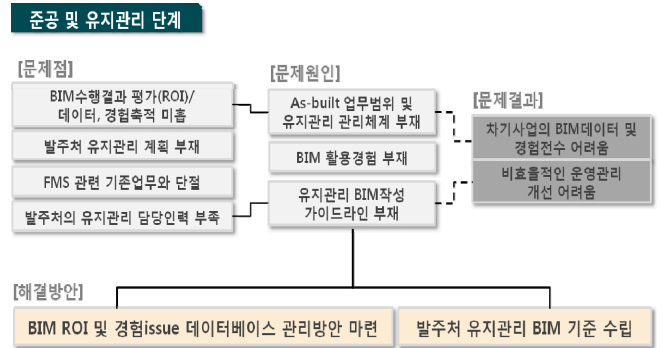 준공 및 유지관리 단계
[문제점]
BIM수행결과 평가(ROI)/
데이터, 경험축적 미흡
발주처 유지관리 계획 부재
FMS 관련 기존업무와 단절
발주처의 유지관리 담당인력 부족
[문제원인]
As-built 업무범위 및
유지관리 관리체계 부재
BIM 활용경험 부재
유지관리 BIM작성
가이드라인 부재
[문제결과]
차기사업의 BIM데이터 및
경험전수 어려움
비효율적인 운영관리
개선 어려움
[해결방안]
BIM ROI 및 경험issue 데이터베이스 관리방안 마련
발주처 유지관리 BIM 기준 수립